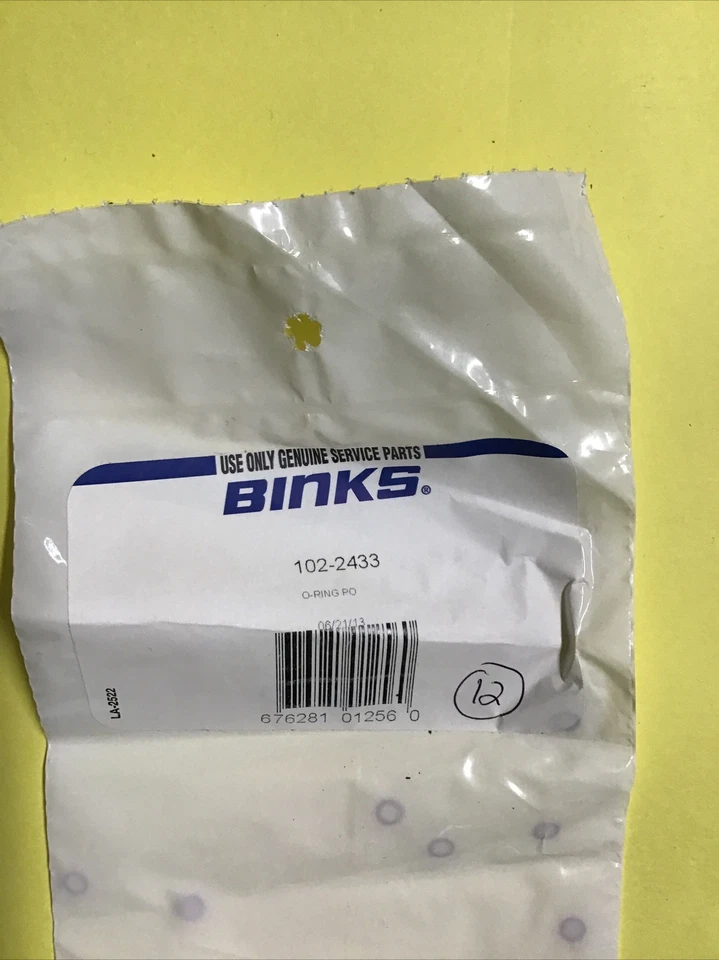 USE ONLY GENUINE SERVICE PARTS
BINKS®
102-2433
O-RING PO
06/21/13
676281 01256 0
LA-2522
12